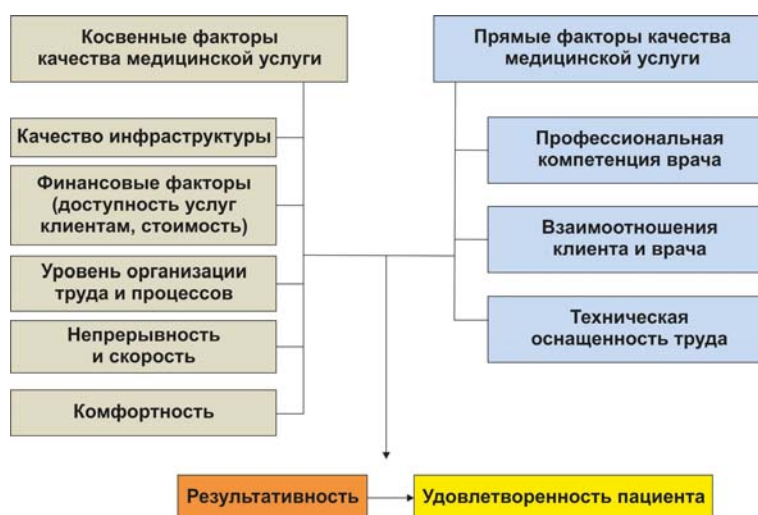 Косвенные факторы
качества медицинской услуги
Качество инфраструктуры
Финансовые факторы
(доступность услуг
клиентам, стоимость)
Уровень организации
труда и процессов
Непрерывность
и скорость
Комфортность
Прямые факторы качества
медицинской услуги
Профессиональная
компетенция врача
Взаимоотношения
клиента и врача
Техническая
оснащенность труда
Результативность
Удовлетворенность пациента